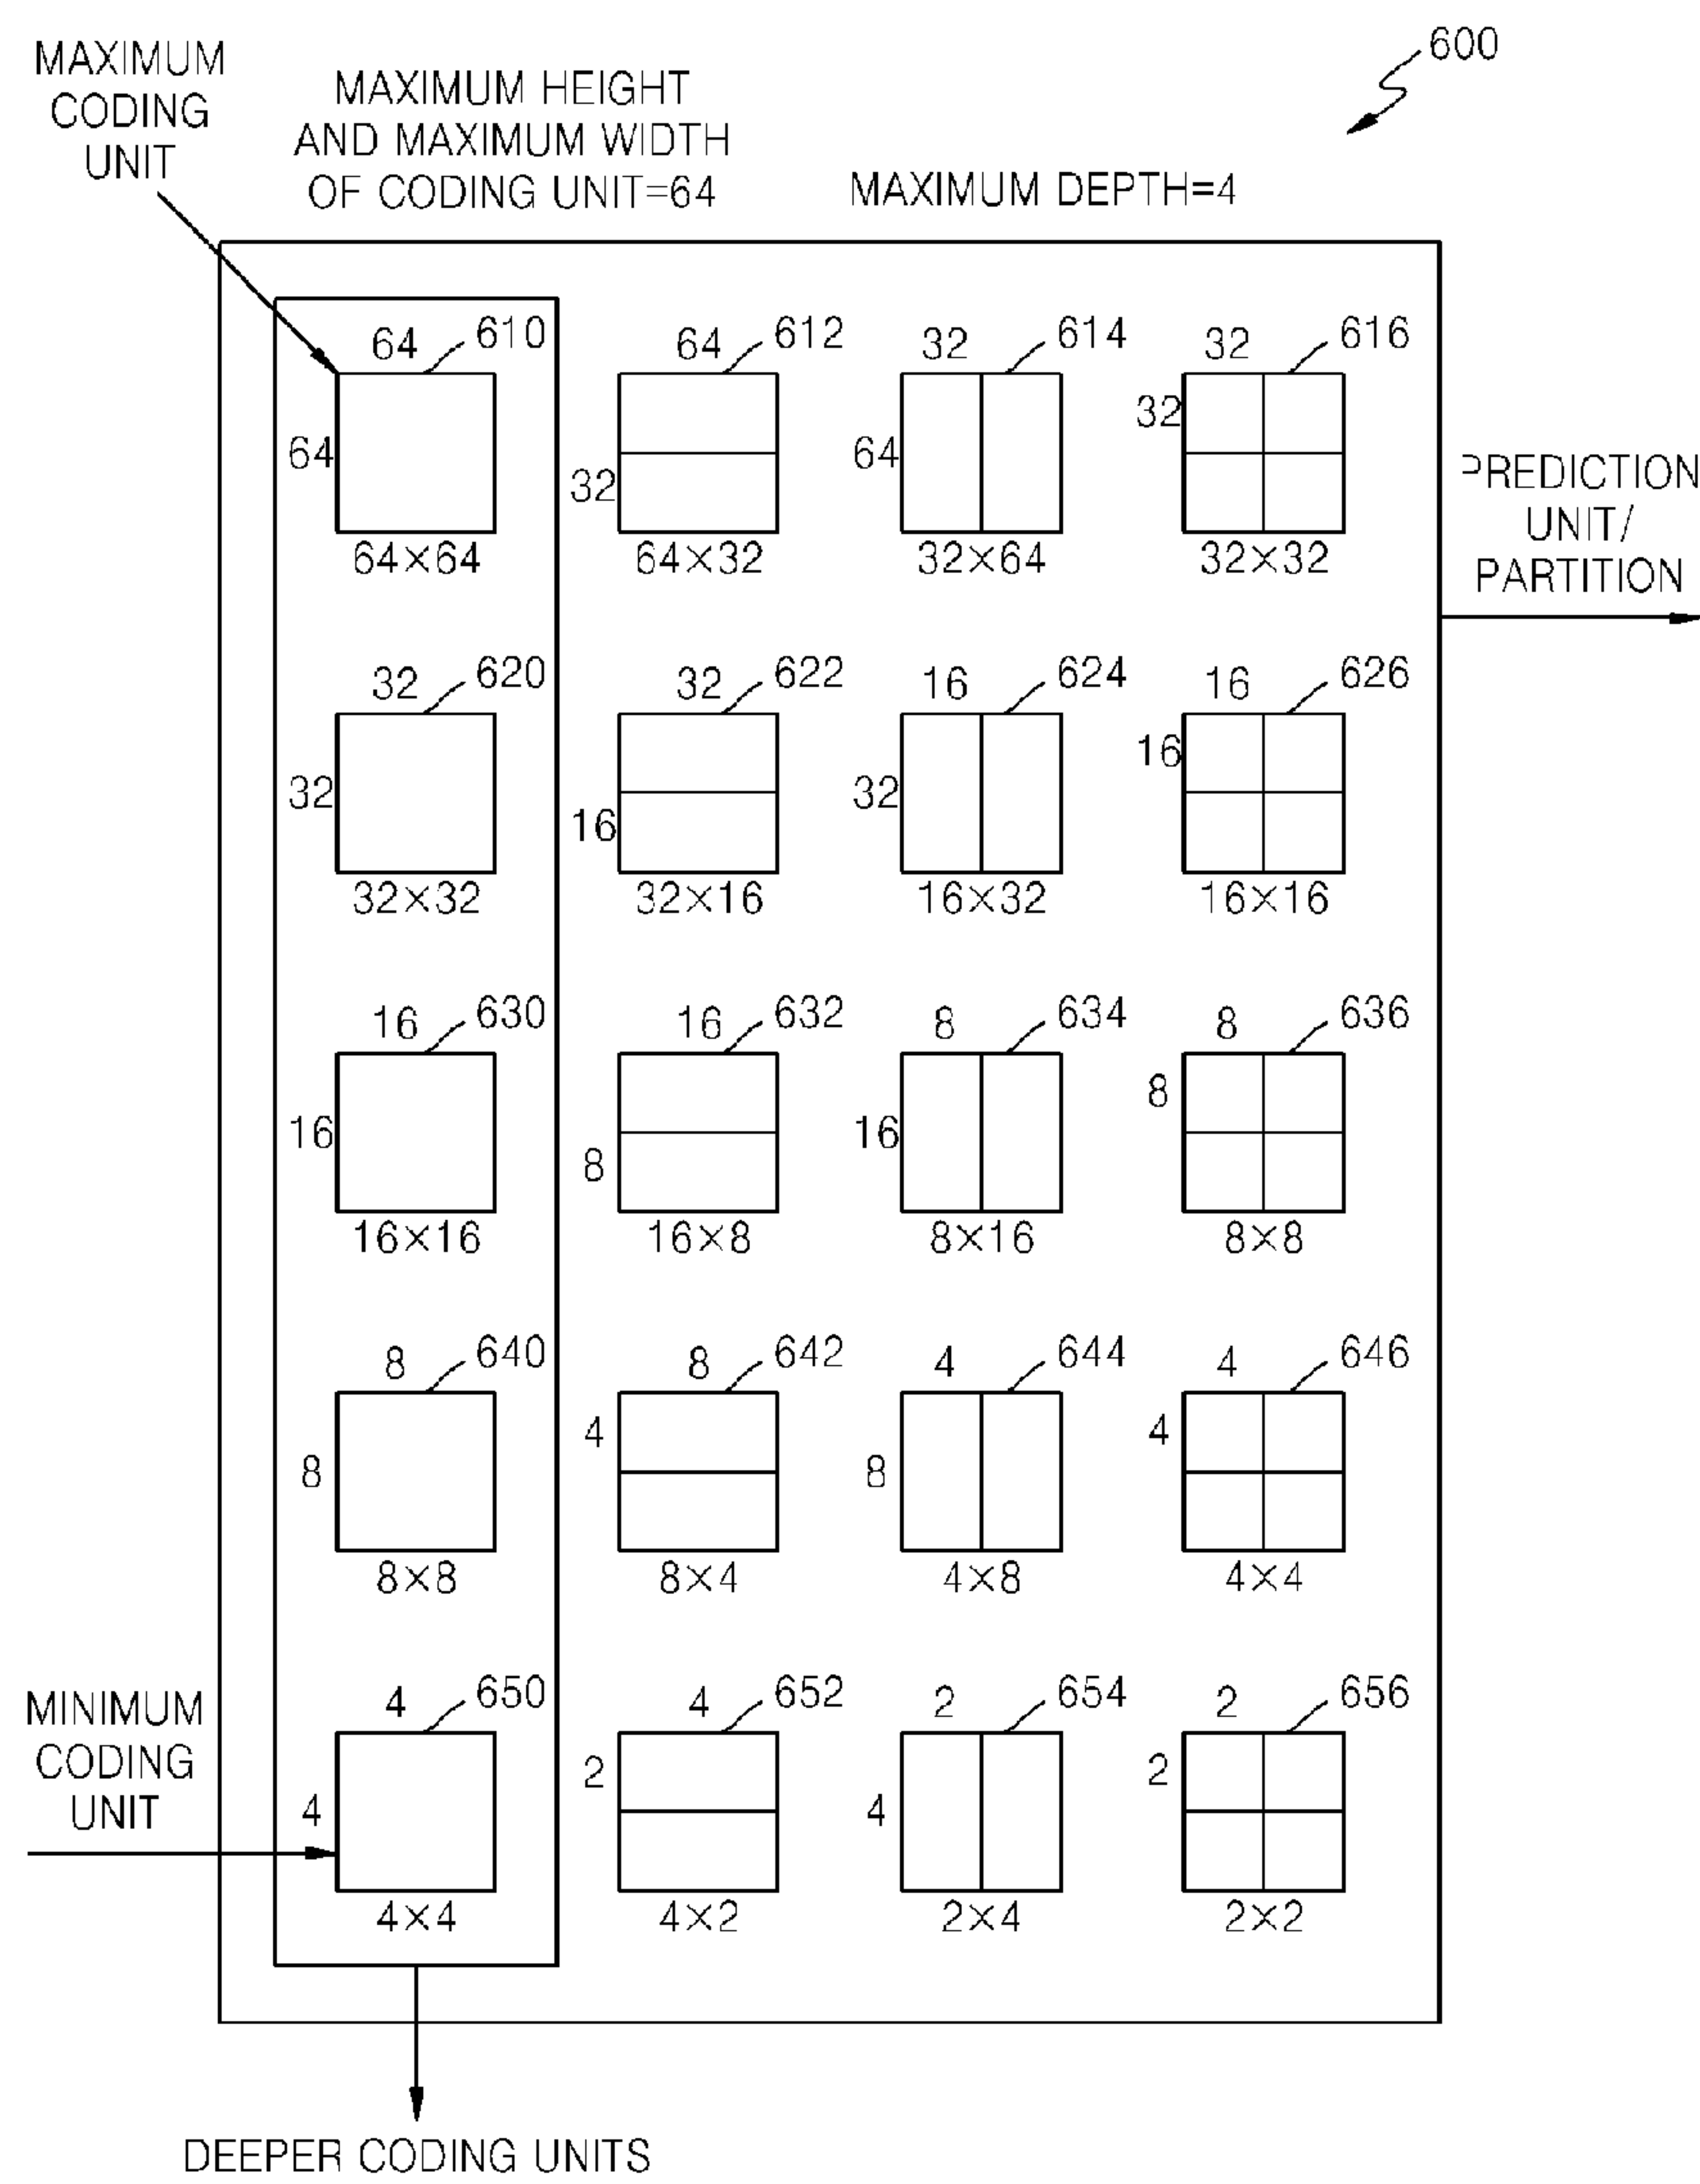 600
MAXIMUM
CODING
UNIT
MAXIMUM HEIGHT
AND MAXIMUM WIDTH
OF CODING UNIT=64
MAXIMUM DEPTH=4
64 610 64 612 32 614 32 616
64 32 64 32
64×64 64×32 32×64 32×32
PREDICTION
UNIT/
PARTITION
32 620 32 622 16 624 16 626
32 16 32 16
32×32 32×16 16×32 16×16
16 630 16 632 8 634 8 636
16 8 16 8
16×16 16×8 8×16 8×8
8 640 8 642 4 644 4 646
8 4 8 4
8×8 8×4 4×8 4×4
MINIMUM
CODING
UNIT
4 650 4 652 2 654 2 656
4 2 4 2
4×4 4×2 2×4 2×2
DEEPER CODING UNITS